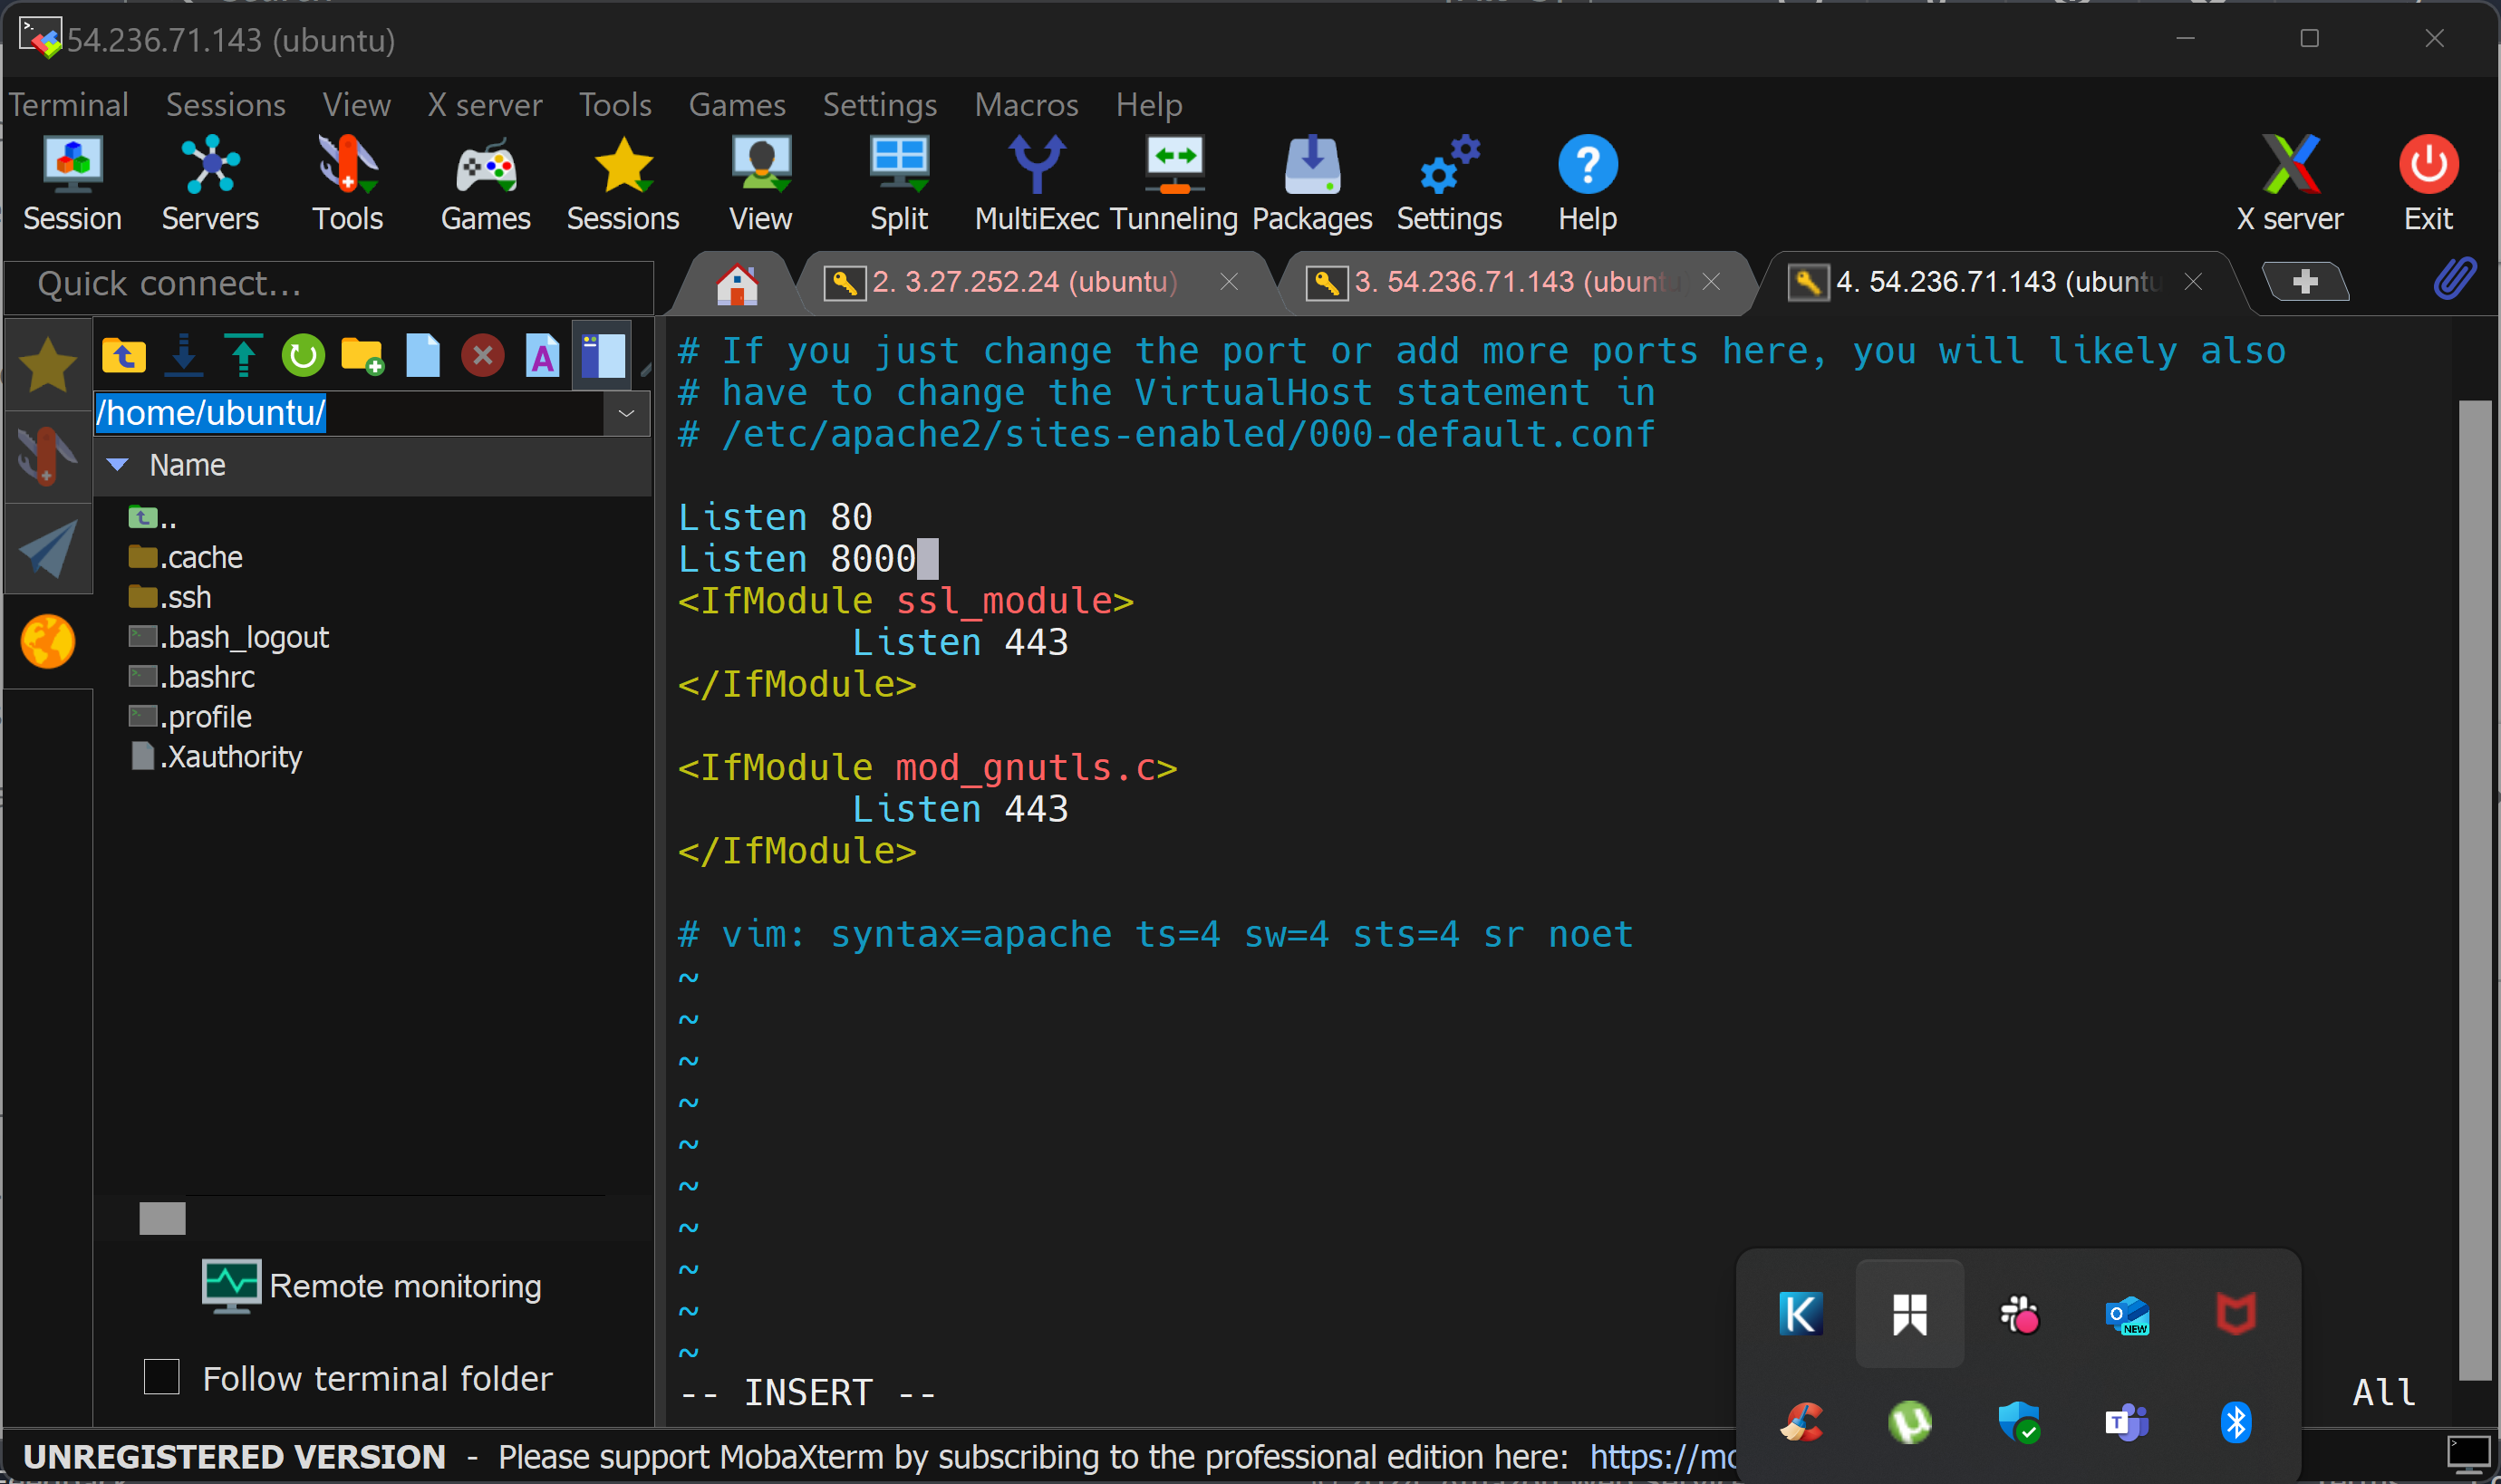 54.236.71.143 (ubuntu)
Terminal Sessions View X server Tools Games Settings Macros Help
Session Servers Tools Games Sessions View Split MultiExec Tunneling Packages Settings Help X server Exit
Quick connect...
2. 3.27.252.24 (ubuntu)
3. 54.236.71.143 (ubunt
4. 54.236.71.143 (ubuntu
/home/ubuntu/
Name
..
.cache
.ssh
.bash_logout
.bashrc
.profile
.Xauthority
Remote monitoring
Follow terminal folder
# If you just change the port or add more ports here, you will likely also
# have to change the VirtualHost statement in
# /etc/apache2/sites-enabled/000-default.conf
Listen 80
Listen 8000
<IfModule ssl_module>
Listen 443
</IfModule>
<IfModule mod_gnutls.c>
Listen 443
</IfModule>
# vim: syntax=apache ts=4 sw=4 sts=4 sr noet
~
~
~
~
~
~
~
~
~
~
-- INSERT --
All
NEW
UNREGISTERED VERSION - Please support MobaXterm by subscribing to the professional edition here: https://mo